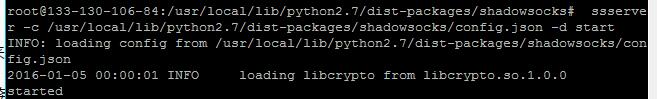 root@133-130-106-84:/usr/local/lib/python2.7/dist-packages/shadowsocks#  ssserve
r -c /usr/local/lib/python2.7/dist-packages/shadowsocks/config.json -d start
INFO: loading config from /usr/local/lib/python2.7/dist-packages/shadowsocks/con
fig.json
2016-01-05 00:00:01 INFO     loading libcrypto from libcrypto.so.1.0.0
started